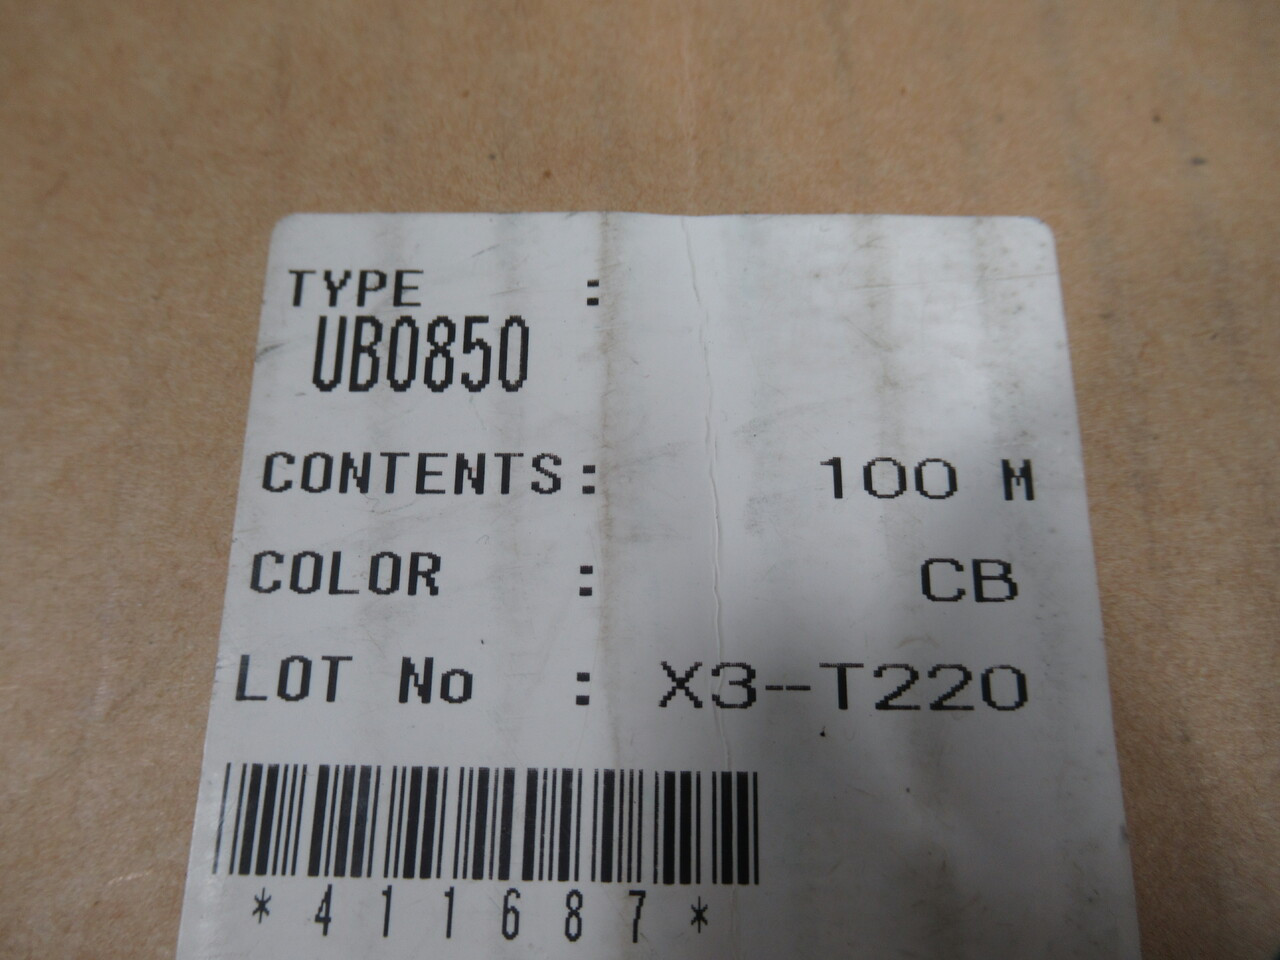 TYPE :
UB0850
CONTENTS: 100 M
COLOR : CB
LOT No : X3-T220
*411687*